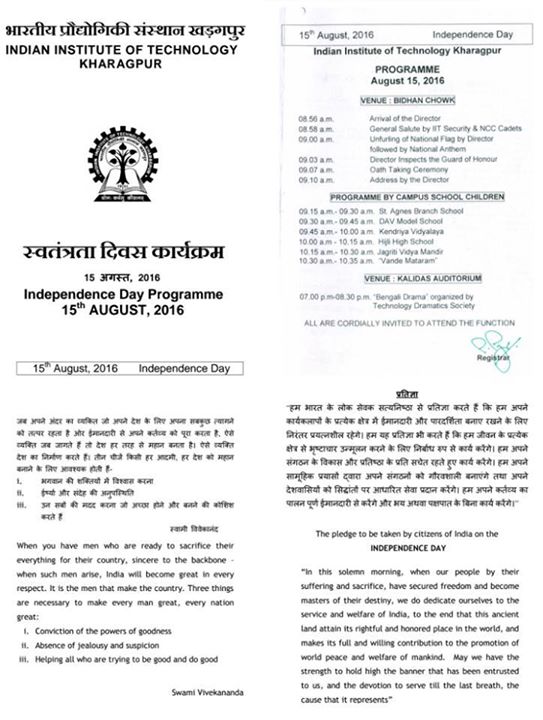 भारतीय प्रौद्योगिकी संस्थान खड़गपुर
INDIAN INSTITUTE OF TECHNOLOGY
KHARAGPUR
स्वतंत्रता दिवस कार्यक्रम
15 अगस्त, 2016
Independence Day Programme
15th AUGUST, 2016
15th August, 2016 Independence Day
15th August, 2016 Independence Day
Indian Institute of Technology Kharagpur
PROGRAMME
August 15, 2016
VENUE : BIDHAN CHOWK
08.56 a.m. Arrival of the Director
08.58 a.m. General Salute by IIT Security & NCC Cadets
09.00 a.m. Unfurling of National Flag by Director
followed by National Anthem
09.03 a.m. Director Inspects the Guard of Honour
09.07 a.m. Oath Taking Ceremony
09.10 a.m. Address by the Director
PROGRAMME BY CAMPUS SCHOOL CHILDREN
09.15 a.m.- 09.30 a.m. St. Agnes Branch School
09.30 a.m.- 09.45 a.m. DAV Model School
09.45 a.m.- 10.00 a.m. Kendriya Vidyalaya
10.00 a.m - 10.15 a.m. Hijli High School
10.15 a.m.- 10.30 a.m. Jagriti Vidya Mandir
10.30 a.m.- 10.35 a.m. "Vande Mataram"
VENUE : KALIDAS AUDITORIUM
07.00 p.m-08.30 p.m. "Bengali Drama" organized by
Technology Dramatics Society
ALL ARE CORDIALLY INVITED TO ATTEND THE FUNCTION
Registrar
जब अपने अंदर का व्यकित जो अपने देश के लिए अपना सबकुछ त्यागने
को तत्पर रहता है ओर ईमानदारी से अपने कर्तव्य को पूरा करता है, ऐसे
व्यक्ति जब जागते हैं तो देश हर तरह से महान बनता है। ऐसे व्यक्ति
देश का निर्माण करते हैं। तीन चीजें किसी हर आदमी, हर देश को महान
बनाने के लिए आवश्यक होती हैं-
i. भगवान की शक्तियों में विश्वास करना
ii. ईर्ष्या और संदेह की अनुपस्थिति
iii. उन सबों की मदद करना जो अच्छा होने और बनने की कोशिश
करते हैं
स्वामी विवेकानंद
When you have men who are ready to sacrifice their
everything for their country, sincere to the backbone -
when such men arise, India will become great in every
respect. It is the men that make the country. Three things
are necessary to make every man great, every nation
great:
i. Conviction of the powers of goodness
ii. Absence of jealousy and suspicion
iii. Helping all who are trying to be good and do good
Swami Vivekananda
प्रतिज्ञा
"हम भारत के लोक सेवक सत्यनिष्ठा से प्रतिज्ञा करते हैं कि हम अपने
कार्यकलापों के प्रत्येक क्षेत्र में ईमानदारी और पारदर्शिता बनाए रखने के लिए
निरंतर प्रयत्नशील रहेंगे। हम यह प्रतिज्ञा भी करते हैं कि हम जीवन के प्रत्येक
क्षेत्र से भ्रष्टाचार उन्मूलन करने के लिए निर्बाध रुप से कार्य करेंगे। हम अपने
संगठन के विकास और प्रतिष्ठा के प्रति सचेत रहते हुए कार्य करेंगे। हम अपने
सामूहिक प्रयासों द्वारा अपने संगठनों को गौरवशाली बनाएंगे तथा अपने
देशवासियों को सिद्धांतों पर आधारित सेवा प्रदान करेंगे। हम अपने कर्तव्य का
पालन पूर्ण ईमानदारी से करेंगे और भय अथवा पक्षपात के बिना कार्य करेंगे।"
The pledge to be taken by citizens of India on the
INDEPENDENCE DAY
"In this solemn morning, when our people by their
suffering and sacrifice, have secured freedom and become
masters of their destiny, we do dedicate ourselves to the
service and welfare of India, to the end that this ancient
land attain its rightful and honored place in the world, and
makes its full and willing contribution to the promotion of
world peace and welfare of mankind. May we have the
strength to hold high the banner that has been entrusted
to us, and the devotion to serve till the last breath, the
cause that it represents"